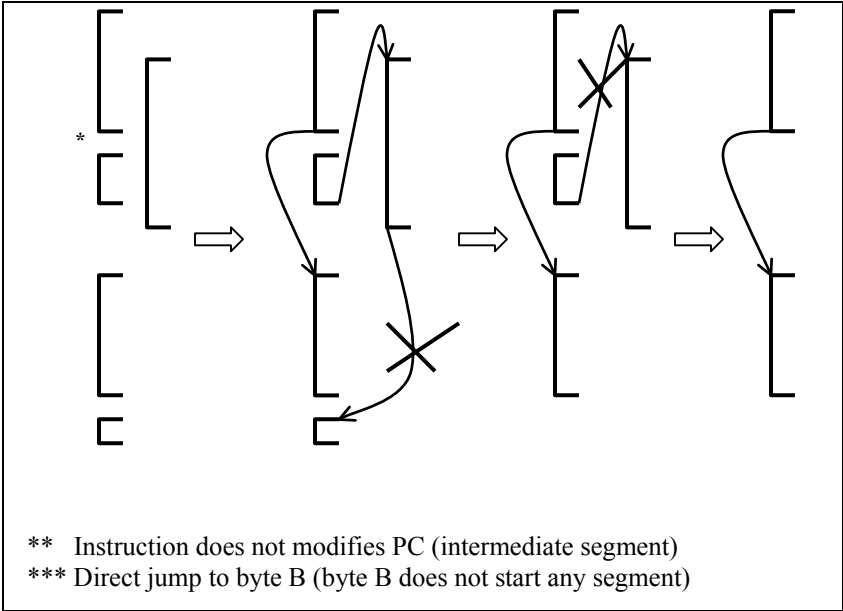 *
** Instruction does not modifies PC (intermediate segment)
*** Direct jump to byte B (byte B does not start any segment)